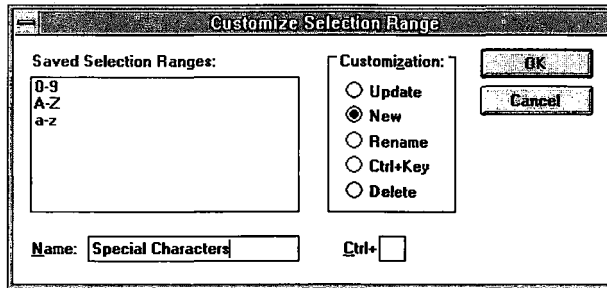 Customize Selection Range
Saved Selection Ranges:
0-9
A-Z
a-z
Customization:
Update
New
Rename
Ctrl+Key
Delete
OK
Cancel
Name: Special Characters
Ctrl+